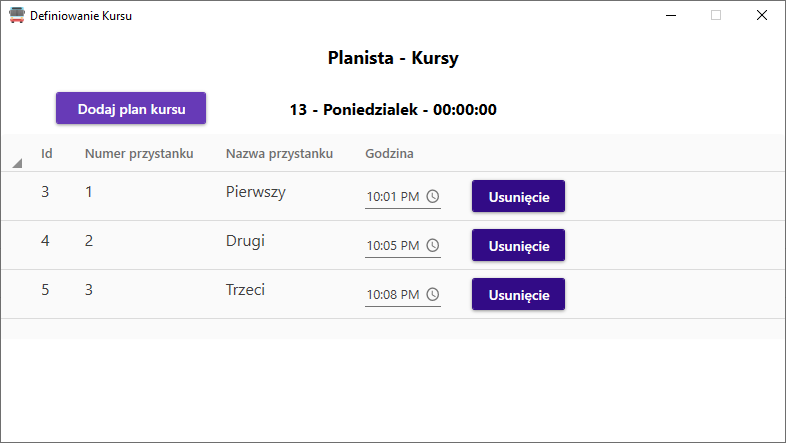 Definiowanie Kursu
Planista - Kursy
Dodaj plan kursu
13 - Poniedzialek - 00:00:00
Id Numer przystanku Nazwa przystanku Godzina
3 1 Pierwszy 10:01 PM Usunięcie
4 2 Drugi 10:05 PM Usunięcie
5 3 Trzeci 10:08 PM Usunięcie